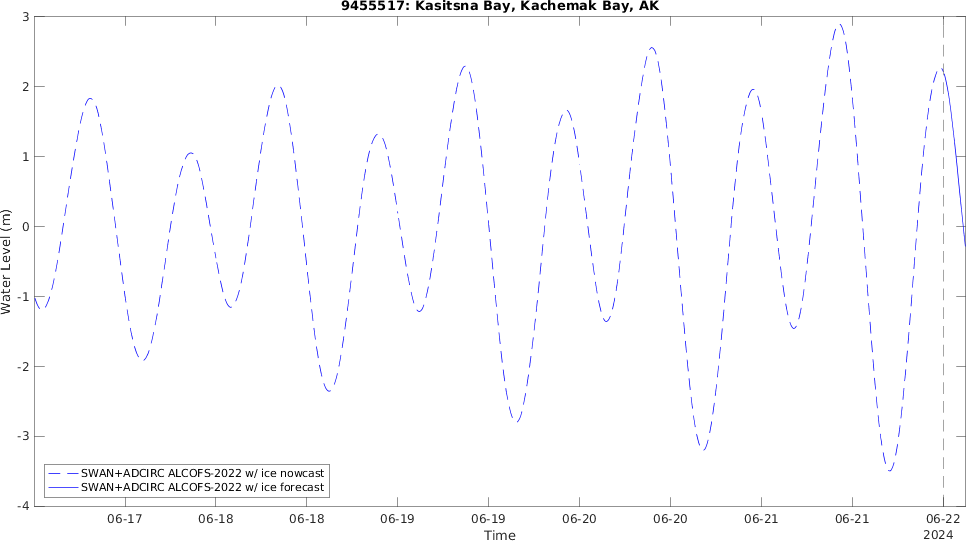 9455517: Kasitsna Bay, Kachemak Bay, AK
3
2
1
0
-1
-2
-3
-4
Water Level (m)
SWAN+ADCIRC ALCOFS-2022 w/ ice nowcast
SWAN+ADCIRC ALCOFS-2022 w/ ice forecast
06-17 06-18 06-18 06-19 06-19 06-20 06-20 06-21 06-21 06-22
Time 2024